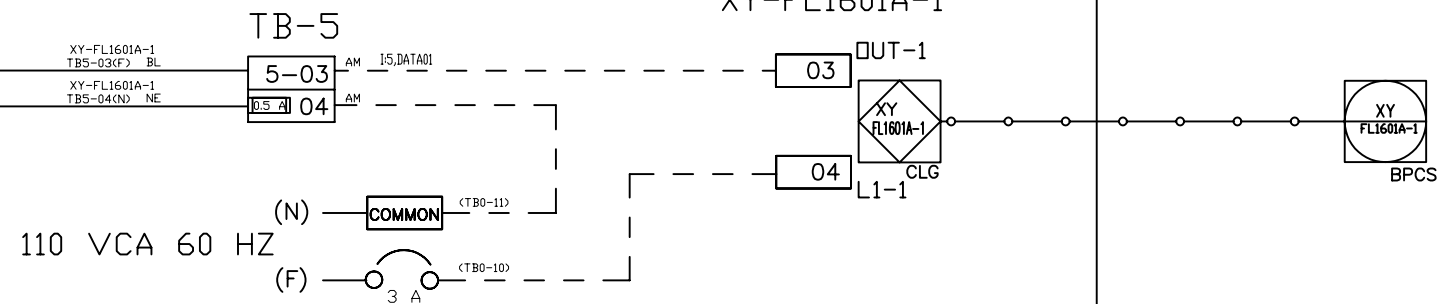 XY-FL1601A-1
TB-5
XY-FL1601A-1
TB5-03(F) BL
5-03
AM
I:5,DATA01
03
OUT-1
XY-FL1601A-1
TB5-04(N) NE
0.5 A
04
AM
XY
FL1601A-1
CLG
XY
FL1601A-1
BPCS
04
L1-1
(N)
COMMON
(TB0-11)
110 VCA 60 HZ
(F)
(TB0-10)
3 A